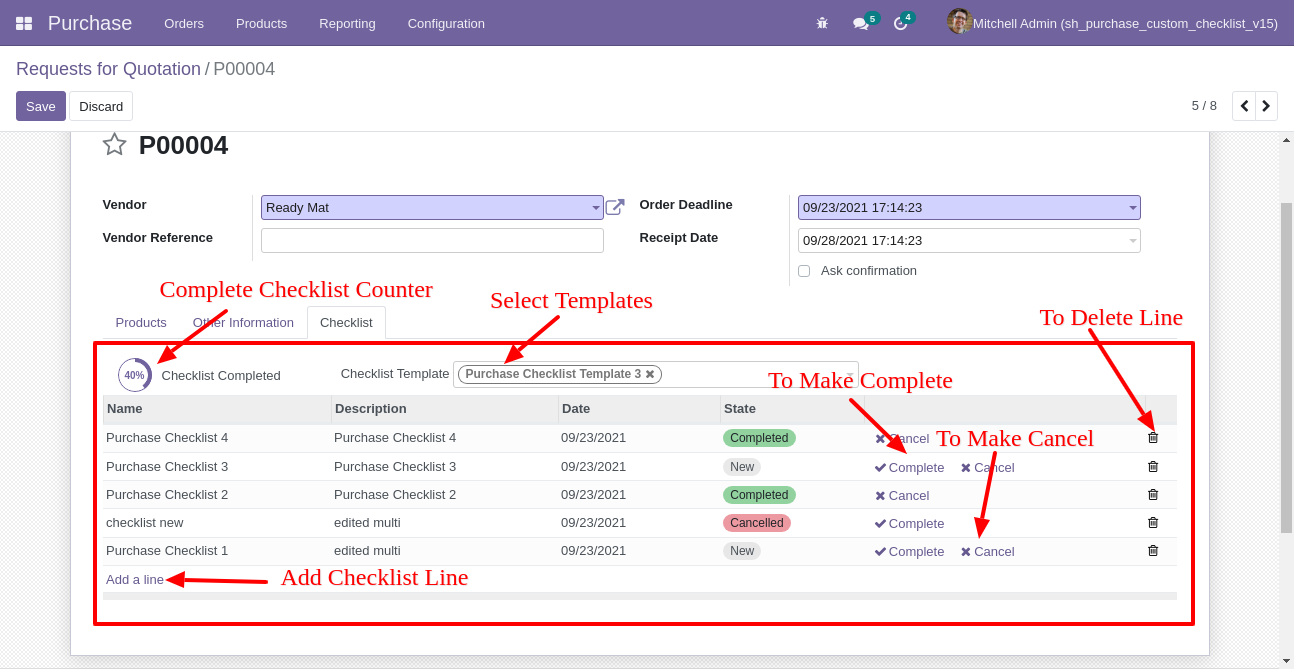 Purchase Orders Products Reporting Configuration 5 4 Mitchell Admin (sh_purchase_custom_checklist_v15)
Requests for Quotation / P00004
Save Discard 5 / 8
P00004
Vendor Ready Mat Order Deadline 09/23/2021 17:14:23
Vendor Reference Receipt Date 09/28/2021 17:14:23
Ask confirmation
Complete Checklist Counter Select Templates To Delete Line
Products Other Information Checklist
40% Checklist Completed Checklist Template Purchase Checklist Template 3
To Make Complete
Name Description Date State
Purchase Checklist 4 Purchase Checklist 4 09/23/2021 Completed Cancel To Make Cancel
Purchase Checklist 3 Purchase Checklist 3 09/23/2021 New Complete Cancel
Purchase Checklist 2 Purchase Checklist 2 09/23/2021 Completed Cancel
checklist new edited multi 09/23/2021 Cancelled Complete
Purchase Checklist 1 edited multi 09/23/2021 New Complete Cancel
Add a line Add Checklist Line